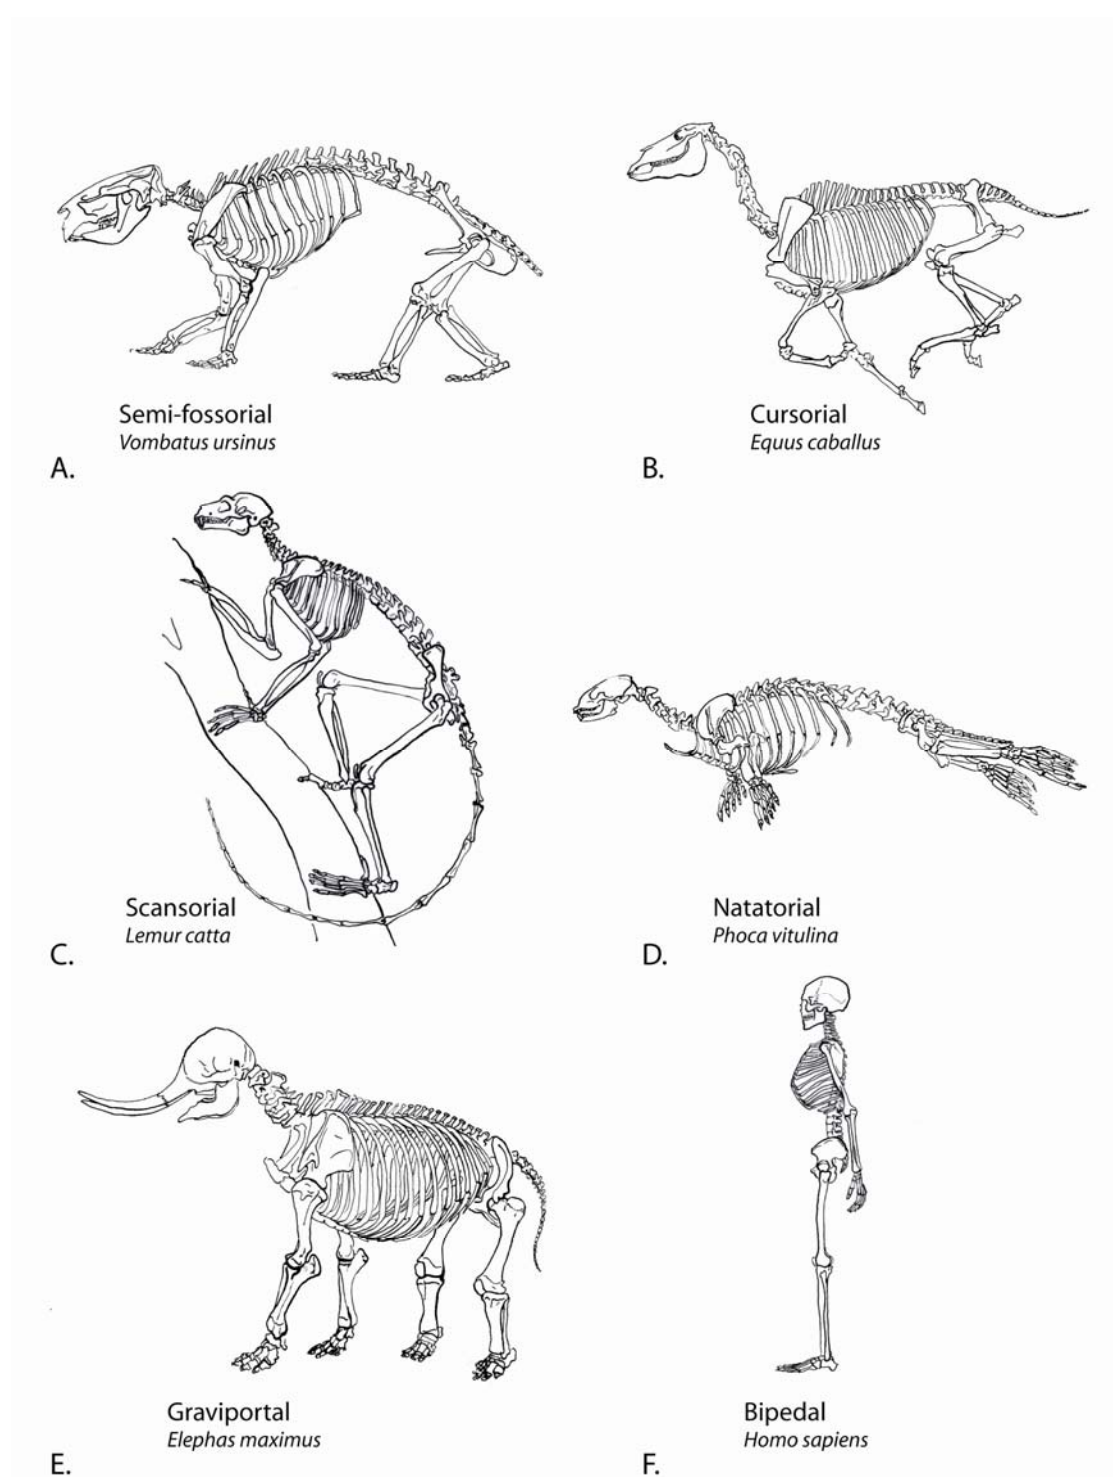 Semi-fossorial
Vombatus ursinus
A.
Cursorial
Equus caballus
B.
Scansorial
Lemur catta
C.
Natatorial
Phoca vitulina
D.
Graviportal
Elephas maximus
E.
Bipedal
Homo sapiens
F.